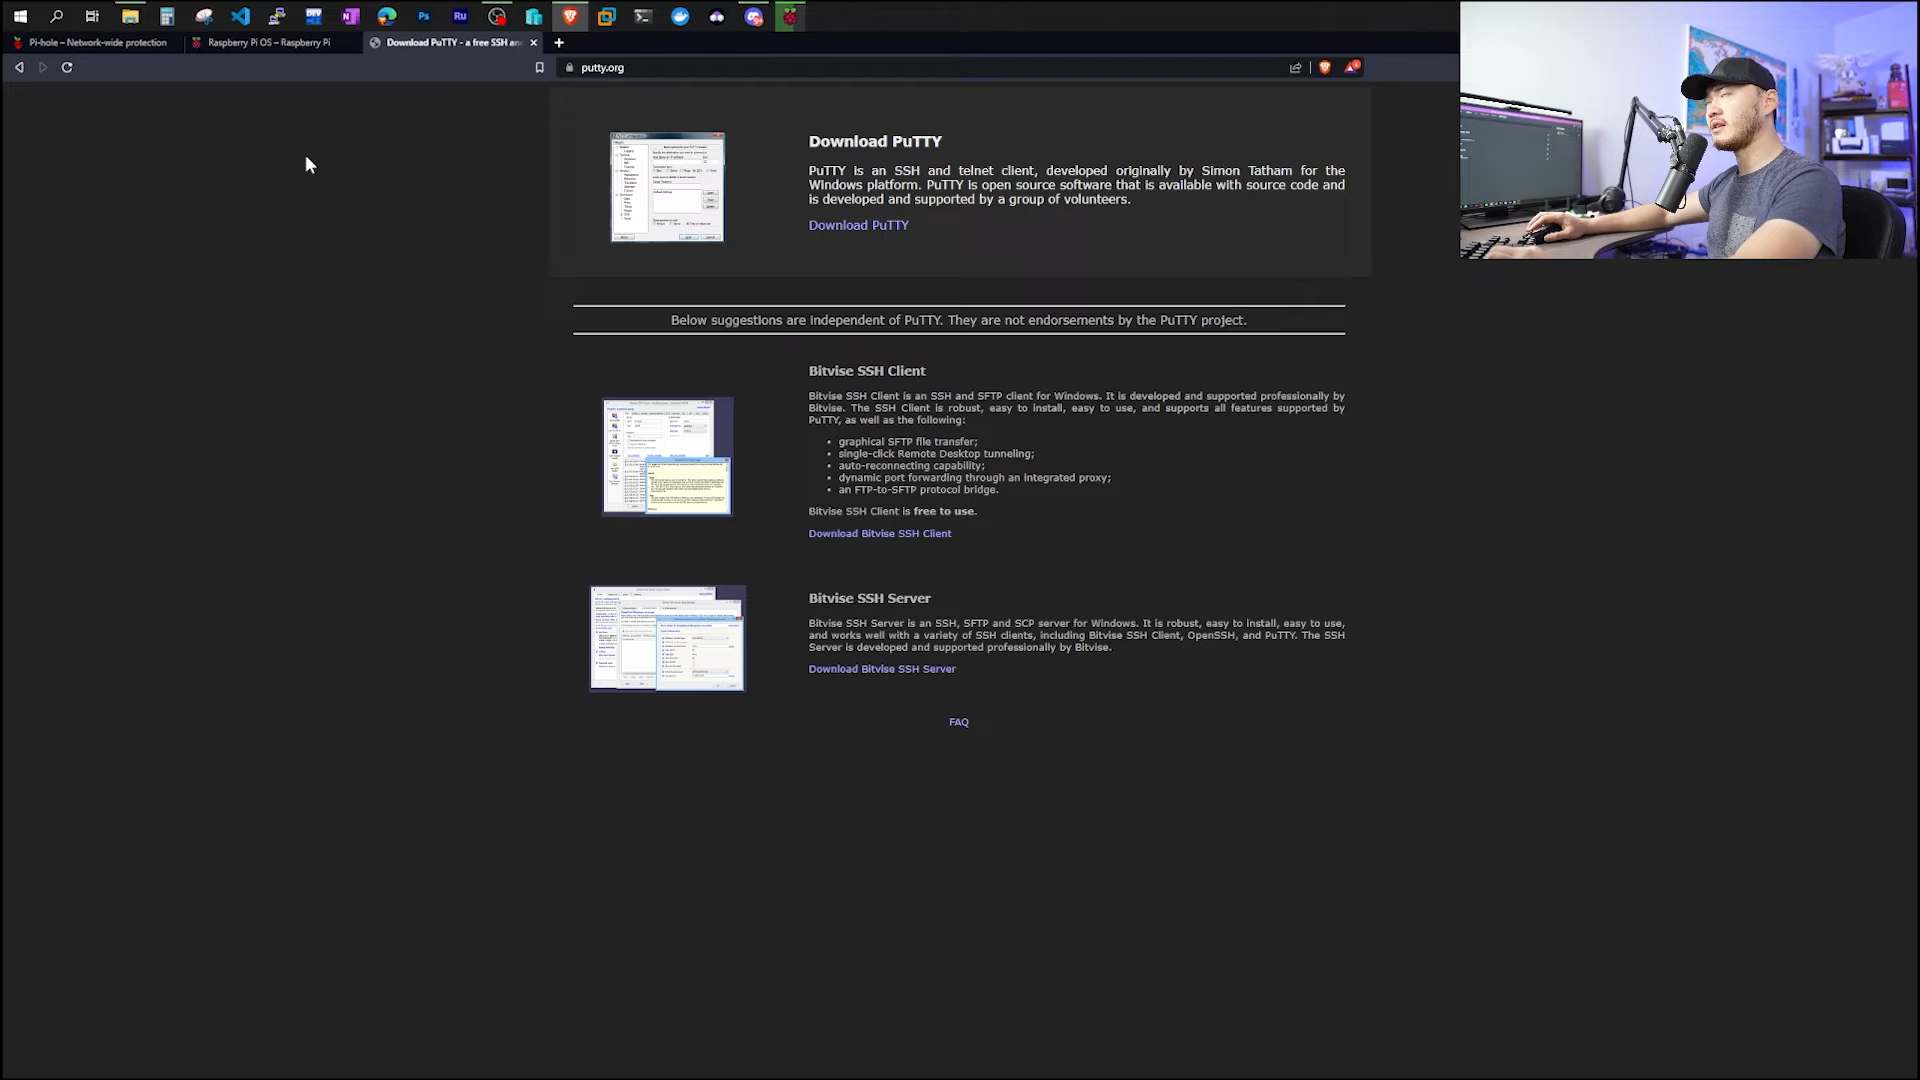 Ps
Ru
Pi-hole – Network-wide protection
Raspberry Pi OS – Raspberry Pi
Download PuTTY - a free SSH an
putty.org
Download PuTTY
PuTTY is an SSH and telnet client, developed originally by Simon Tatham for the
Windows platform. PuTTY is open source software that is available with source code and
is developed and supported by a group of volunteers.
Download PuTTY
Below suggestions are independent of PuTTY. They are not endorsements by the PuTTY project.
Bitvise SSH Client
Bitvise SSH Client is an SSH and SFTP client for Windows. It is developed and supported professionally by
Bitvise. The SSH Client is robust, easy to install, easy to use, and supports all features supported by
PuTTY, as well as the following:
• graphical SFTP file transfer;
• single-click Remote Desktop tunneling;
• auto-reconnecting capability;
• dynamic port forwarding through an integrated proxy;
• an FTP-to-SFTP protocol bridge.
Bitvise SSH Client is free to use.
Download Bitvise SSH Client
Bitvise SSH Server
Bitvise SSH Server is an SSH, SFTP and SCP server for Windows. It is robust, easy to install, easy to use,
and works well with a variety of SSH clients, including Bitvise SSH Client, OpenSSH, and PuTTY. The SSH
Server is developed and supported professionally by Bitvise.
Download Bitvise SSH Server
FAQ